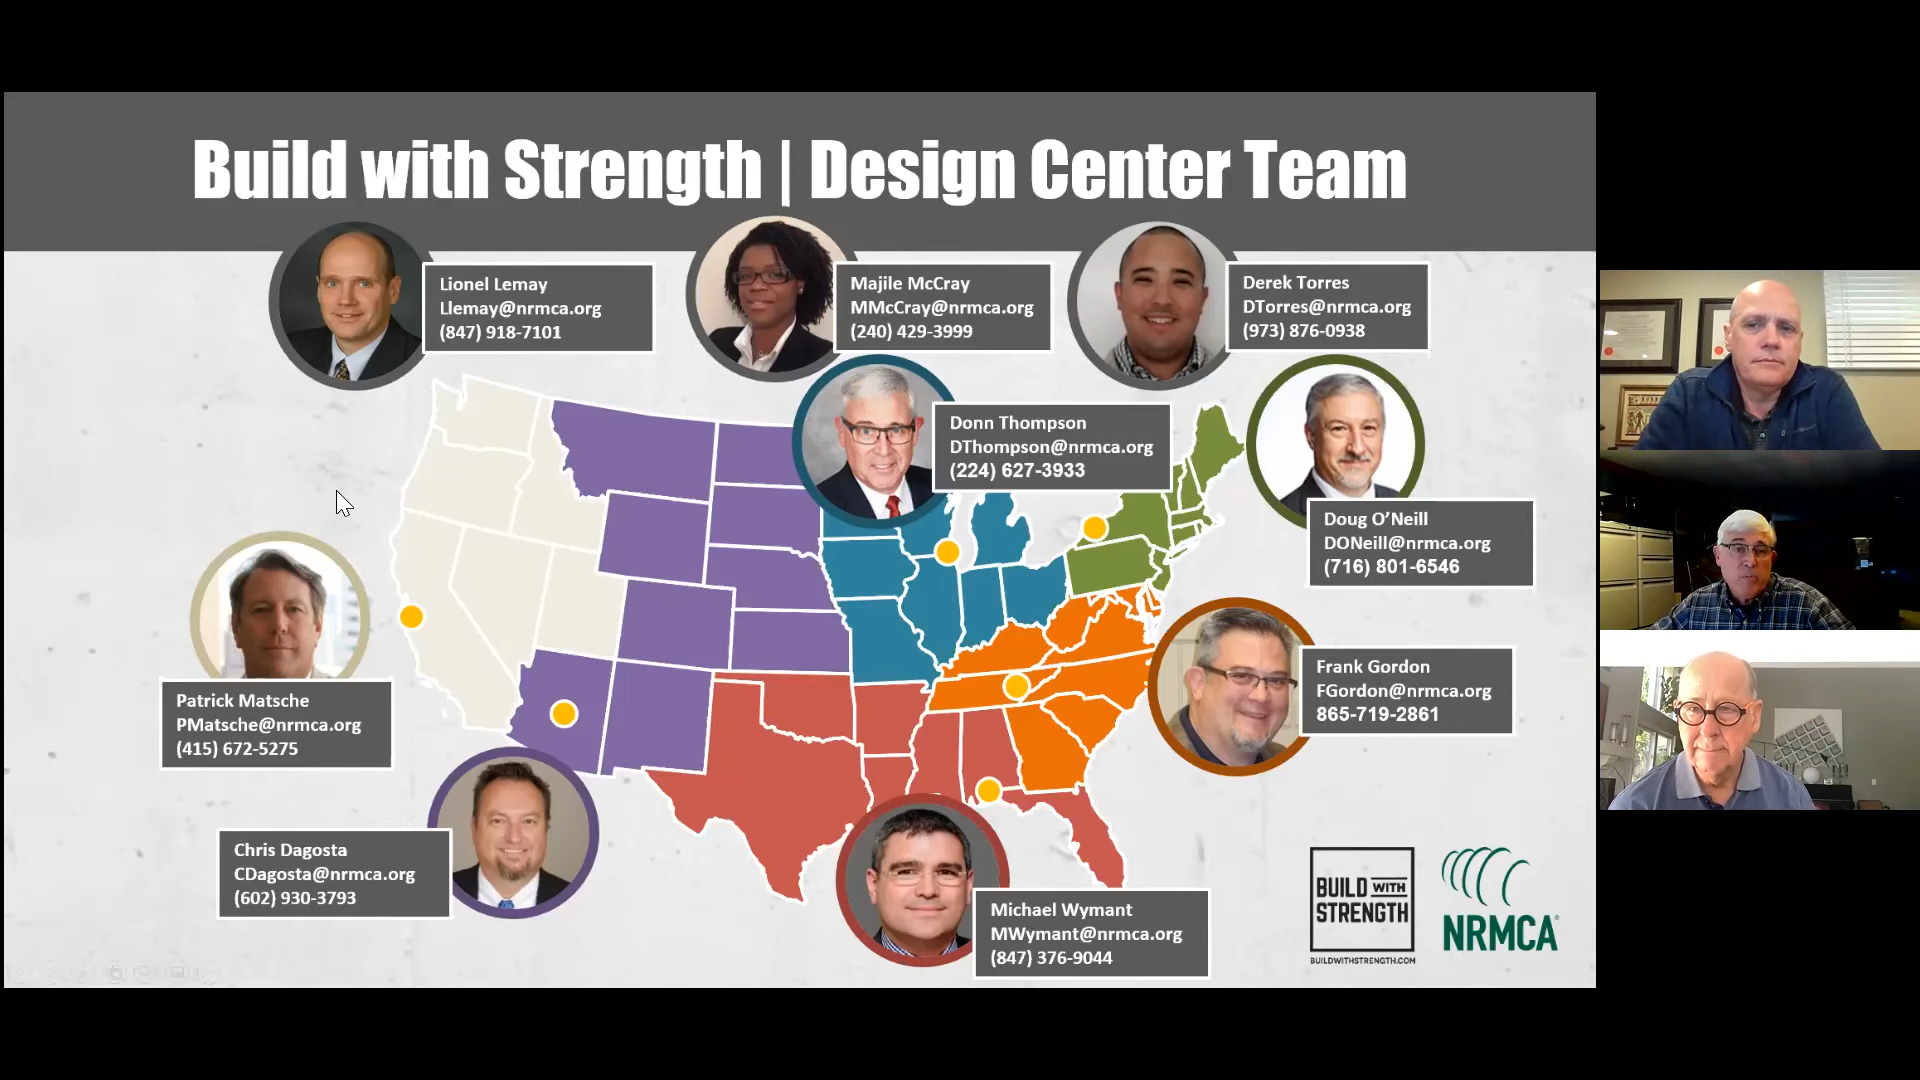 Build with Strength | Design Center Team
Lionel Lemay
Llemay@nrmca.org
(847) 918-7101
Majile McCray
MMcCray@nrmca.org
(240) 429-3999
Derek Torres
DTorres@nrmca.org
(973) 876-0938
Donn Thompson
DThompson@nrmca.org
(224) 627-3933
Doug O’Neill
DONeill@nrmca.org
(716) 801-6546
Patrick Matsche
PMatsche@nrmca.org
(415) 672-5275
Frank Gordon
FGordon@nrmca.org
865-719-2861
Chris Dagosta
CDagosta@nrmca.org
(602) 930-3793
Michael Wymant
MWymant@nrmca.org
(847) 376-9044
BUILD WITH
STRENGTH
BUILDWITHSTRENGTH.COM
NRMCA